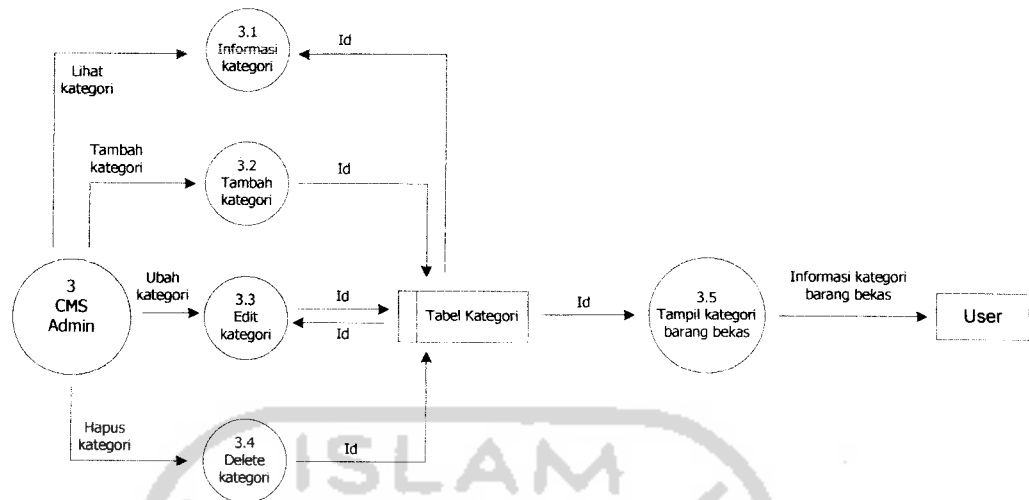 3.1
Informasi
kategori
Id
Lihat
kategori
Tambah
kategori
3.2
Tambah
kategori
Id
3
CMS
Admin
Ubah
kategori
3.3
Edit
kategori
Id
Id
Tabel Kategori
Id
3.5
Tampil kategori
barang bekas
Informasi kategori
barang bekas
User
Hapus
kategori
3.4
Delete
kategori
Id
ISLAM